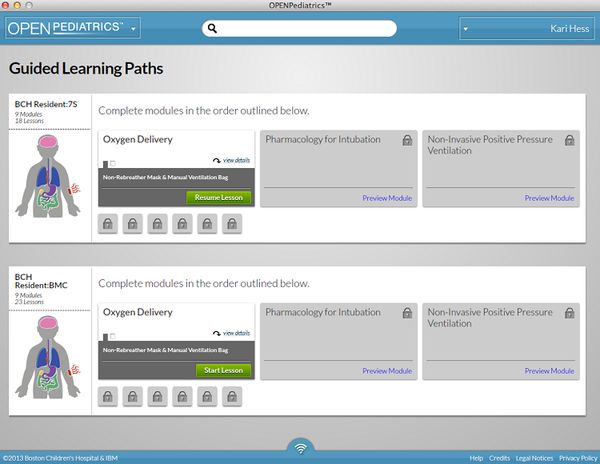 OPENPediatrics™
OPENPEDIATRICS™
Kari Hess
Guided Learning Paths
BCH Resident:7S
9 Modules
18 Lessons
Complete modules in the order outlined below.
Oxygen Delivery
view details
Non-Rebreather Mask & Manual Ventilation Bag
Resume Lesson
Pharmacology for Intubation
Preview Module
Non-Invasive Positive Pressure
Ventilation
Preview Module
BCH
Resident:BMC
9 Modules
23 Lessons
Complete modules in the order outlined below.
Oxygen Delivery
view details
Non-Rebreather Mask & Manual Ventilation Bag
Start Lesson
Pharmacology for Intubation
Preview Module
Non-Invasive Positive Pressure
Ventilation
Preview Module
©2013 Boston Children's Hospital & IBM
Help Credits Legal Notices Privacy Policy